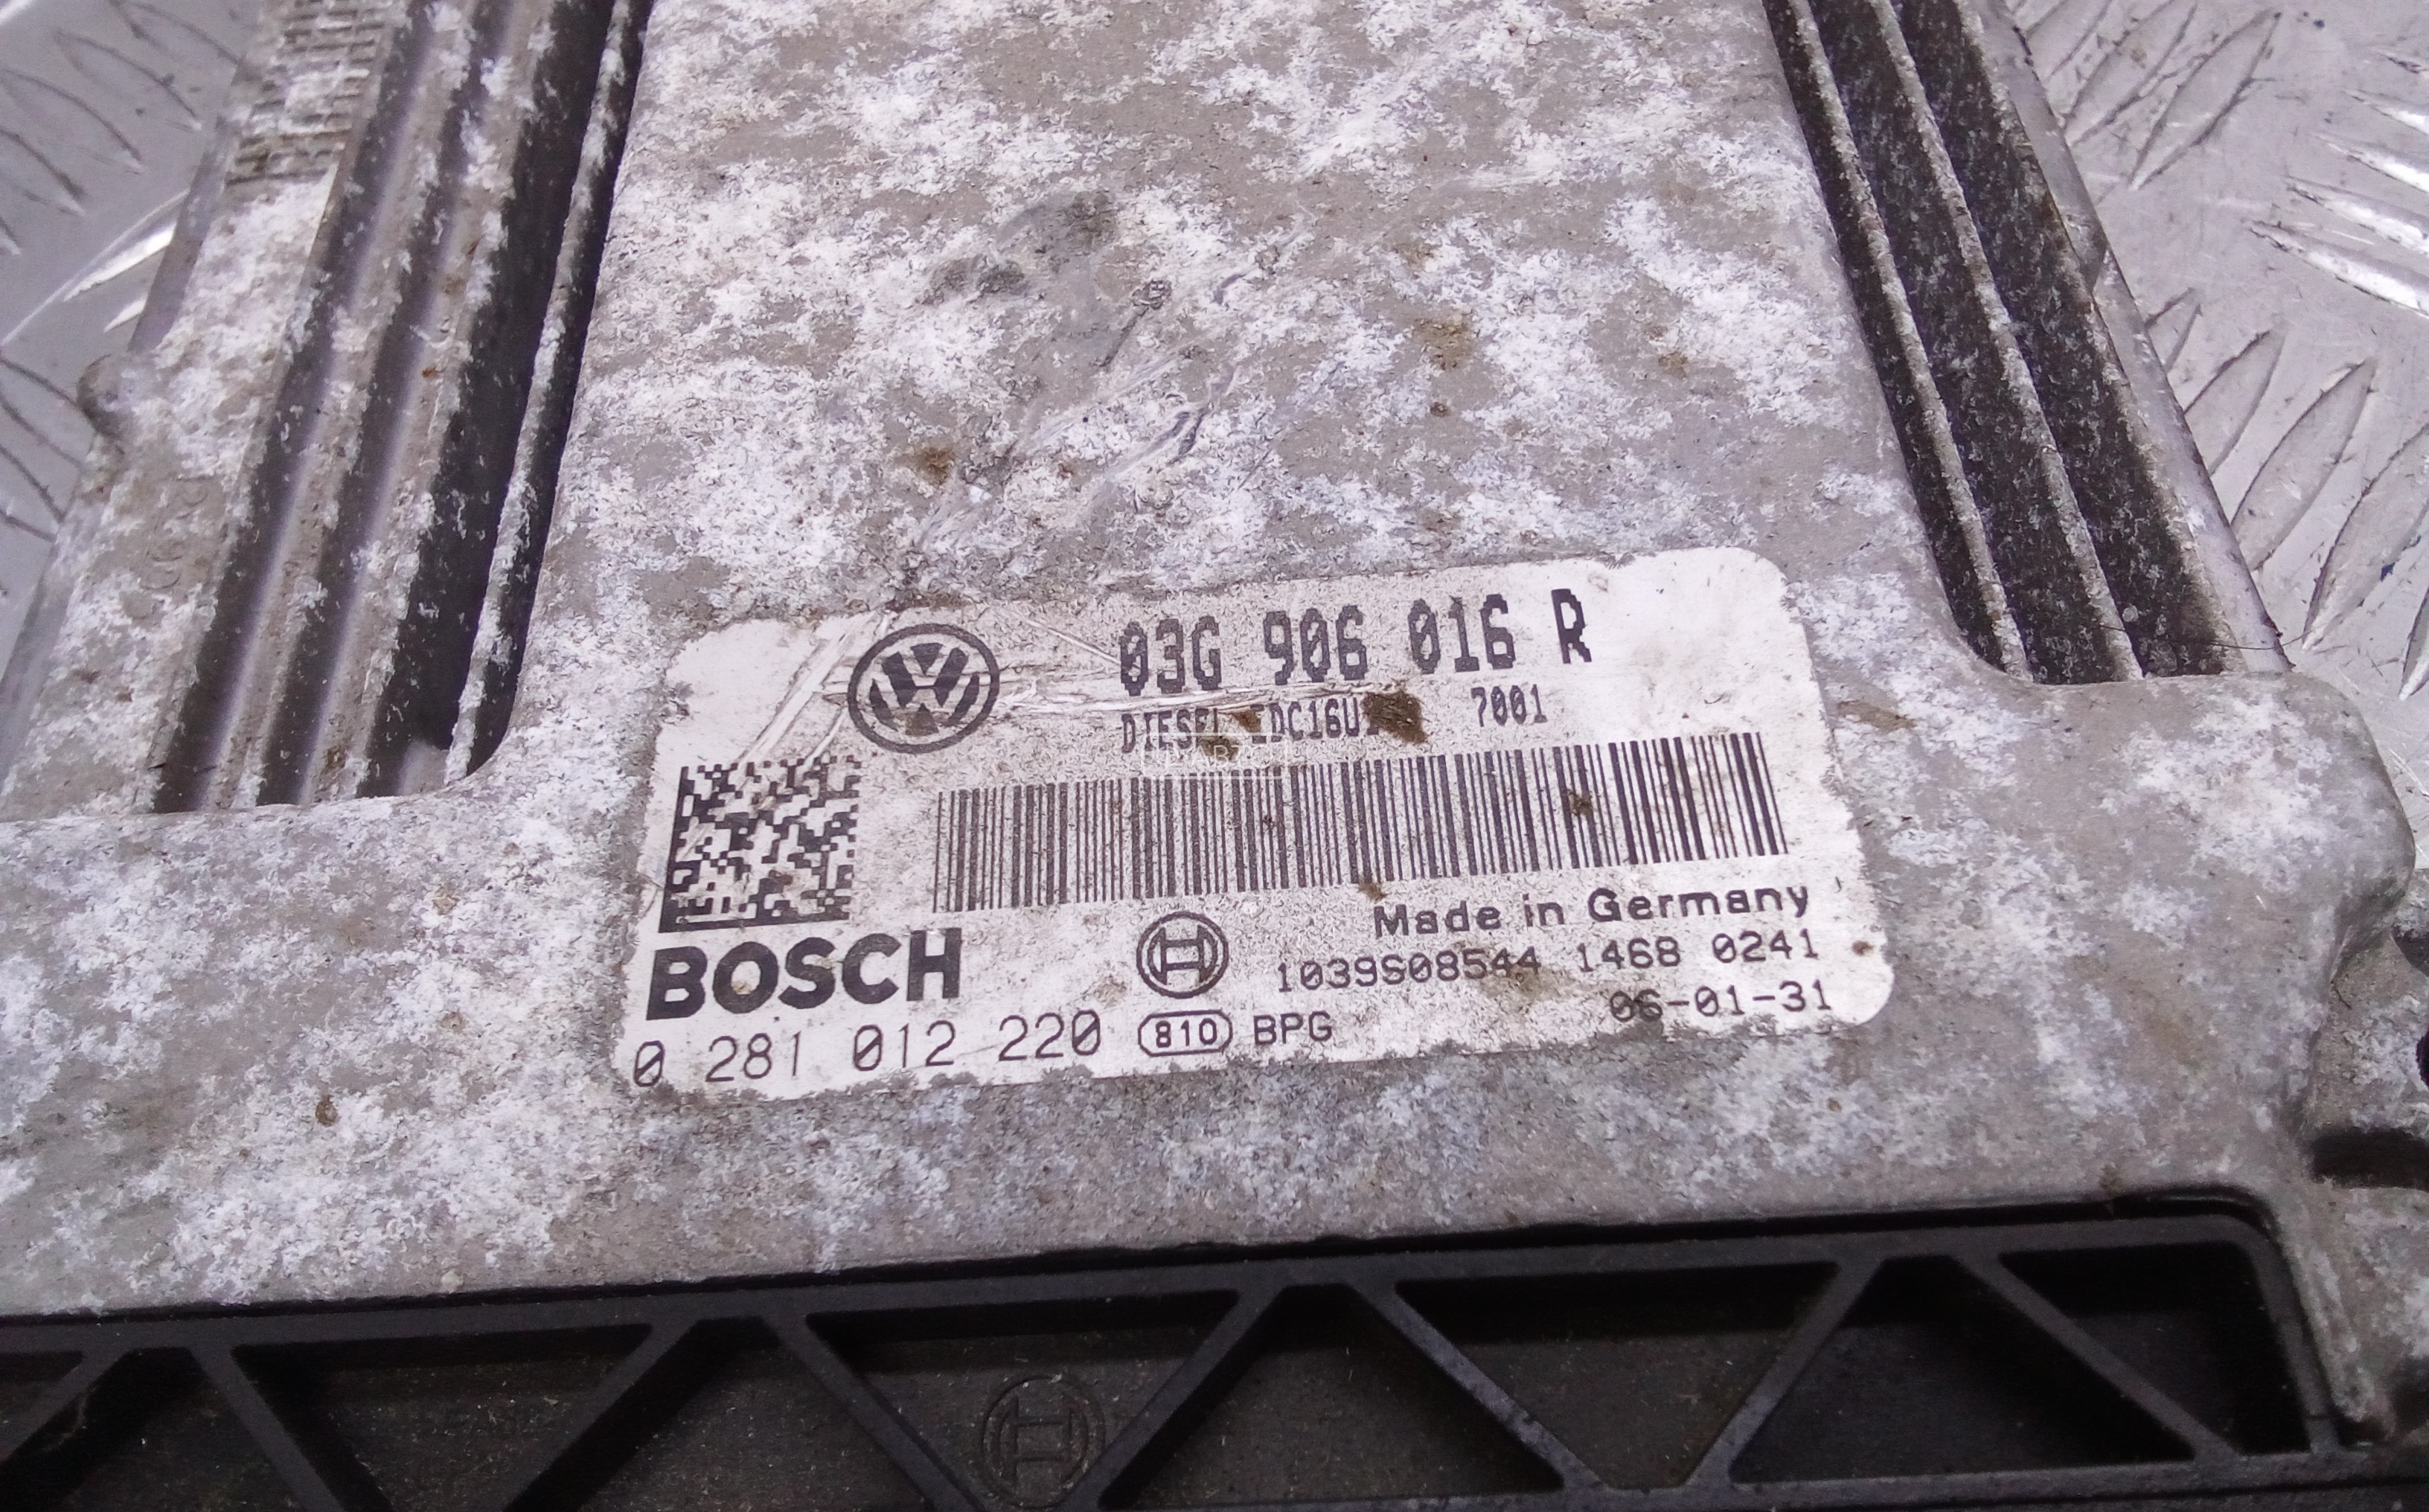 03G 906 016 R
DIESEL EDC16U1 7001
Made in Germany
BOSCH
1039S08544 1468 0241
06-01-31
0 281 012 220 810 BPG